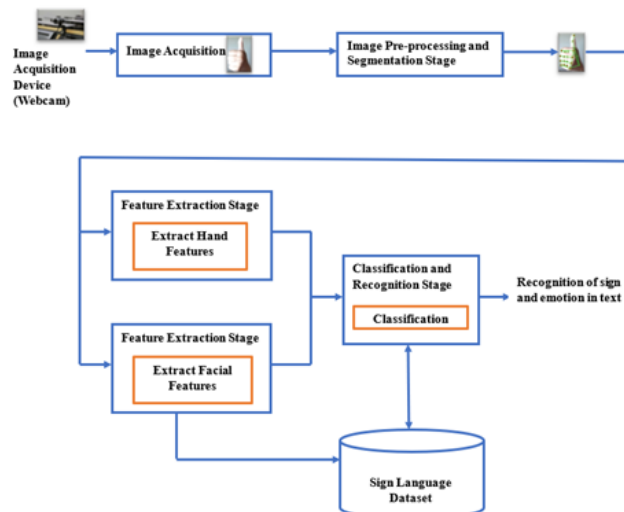 Image
Acquisition
Device
(Webcam)
Image Acquisition
Image Pre-processing and
Segmentation Stage
Feature Extraction Stage
Extract Hand
Features
Feature Extraction Stage
Extract Facial
Features
Classification and
Recognition Stage
Classification
Recognition of sign
and emotion in text
Sign Language
Dataset